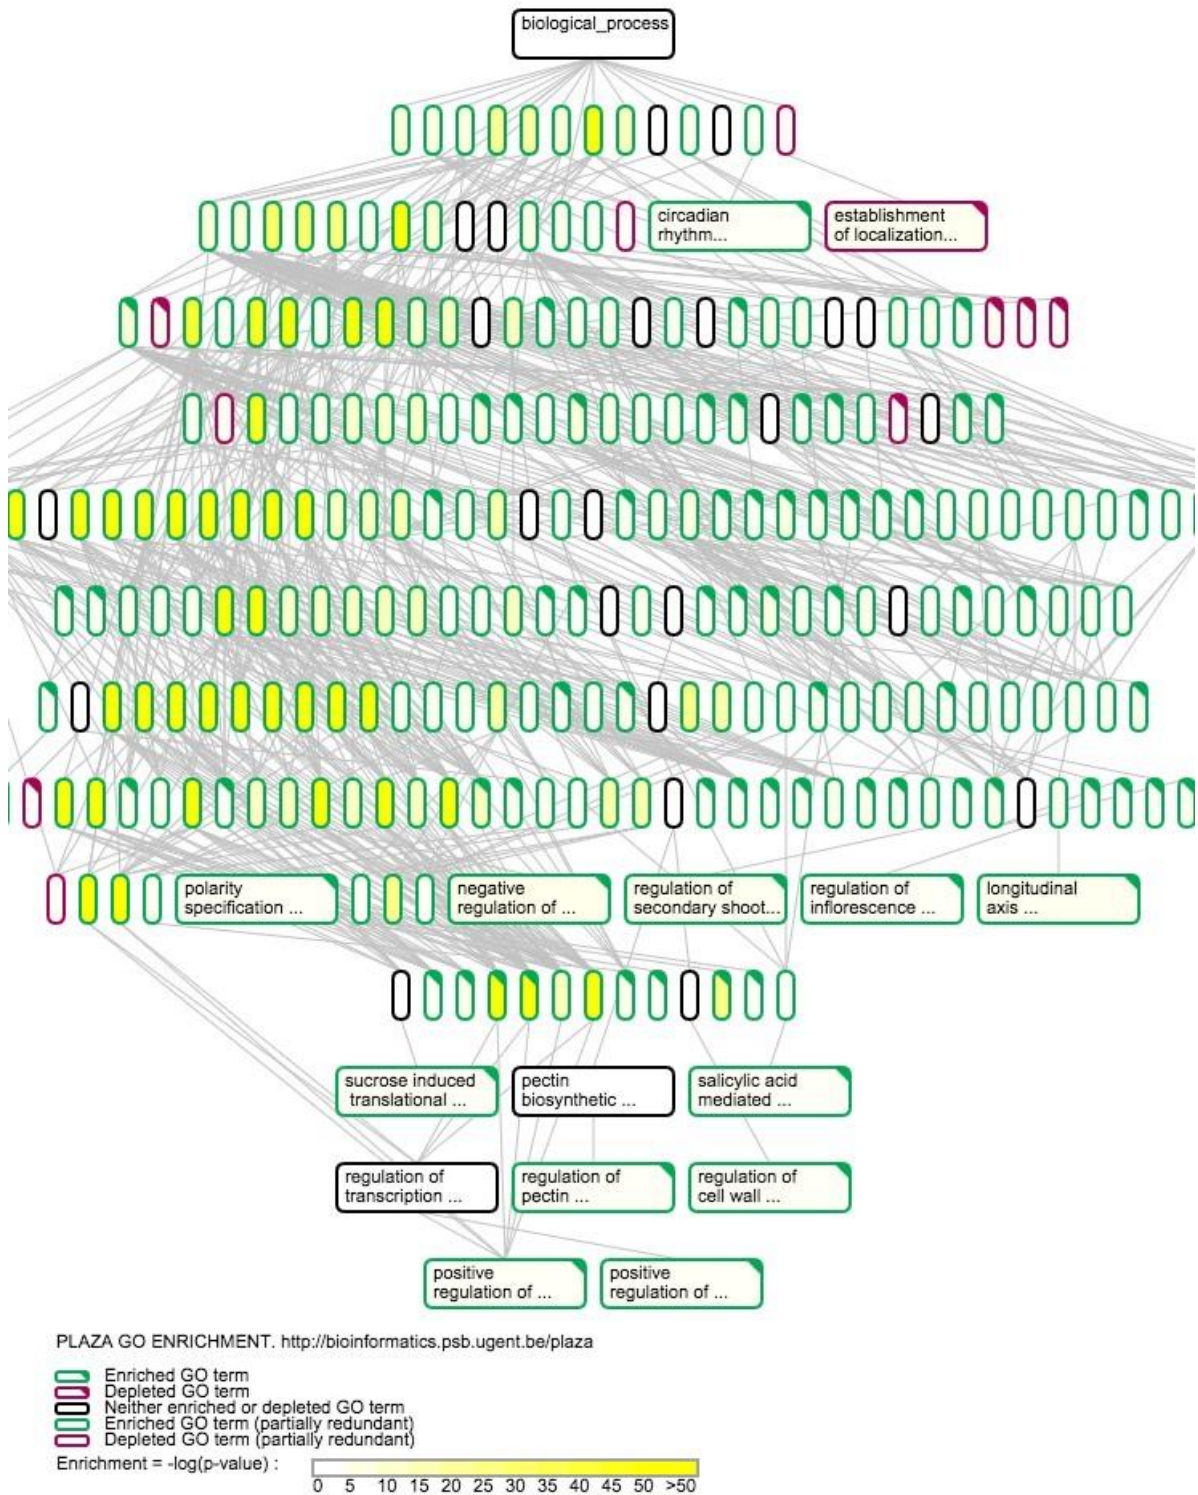 biological_process
circadian
rhythm...
establishment
of localization...
polarity
specification ...
negative
regulation of ...
regulation of
secondary shoot...
regulation of
inflorescence ...
longitudinal
axis ...
sucrose induced
translational ...
pectin
biosynthetic ...
salicylic acid
mediated ...
regulation of
transcription ...
regulation of
pectin ...
regulation of
cell wall ...
positive
regulation of ...
positive
regulation of ...
PLAZA GO ENRICHMENT. http://bioinformatics.psb.ugent.be/plaza
Enriched GO term
Depleted GO term
Neither enriched or depleted GO term
Enriched GO term (partially redundant)
Depleted GO term (partially redundant)
Enrichment = -log(p-value) :
0 5 10 15 20 25 30 35 40 45 50 >50